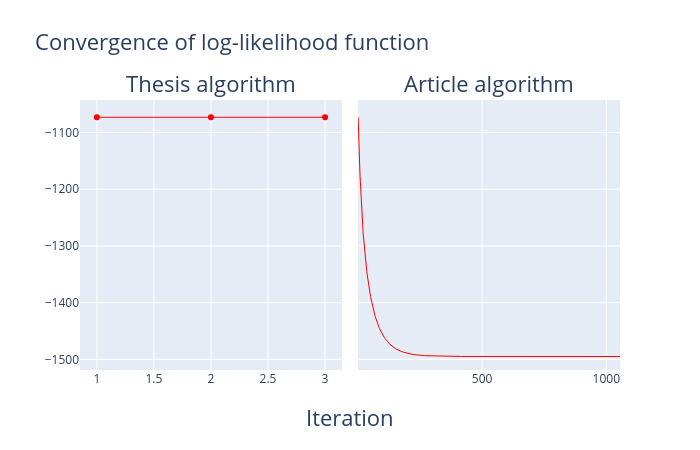 Convergence of log-likelihood function
Thesis algorithm
Article algorithm
−1100
−1200
−1300
−1400
−1500
1 1.5 2 2.5 3
500 1000
Iteration